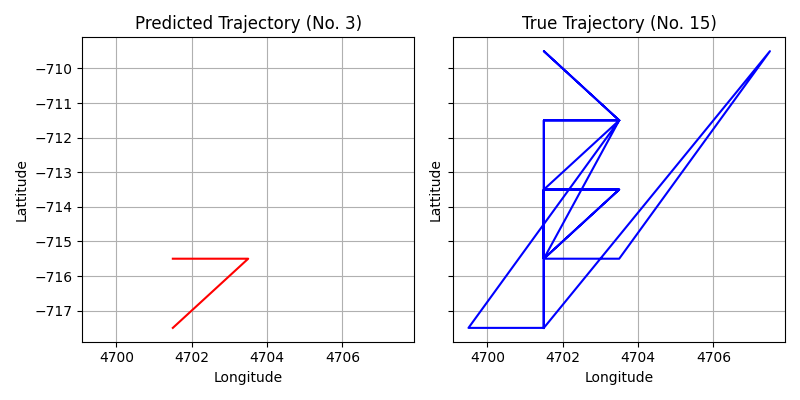 Predicted Trajectory (No. 3)
True Trajectory (No. 15)
−710
−711
−712
−713
−714
−715
−716
−717
Lattitude
Lattitude
4700 4702 4704 4706
4700 4702 4704 4706
Longitude
Longitude